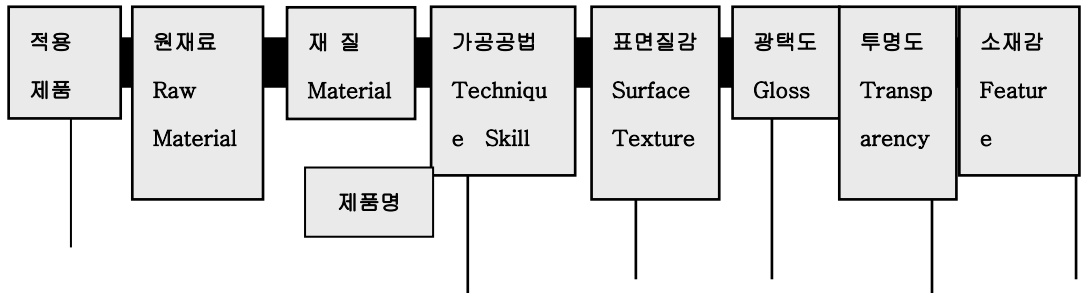 적용
제품
원재료
Raw
Material
재 질
Material
가공공법
Techniqu
e Skill
표면질감
Surface
Texture
광택도
Gloss
투명도
Transp
arency
소재감
Featur
e
제품명